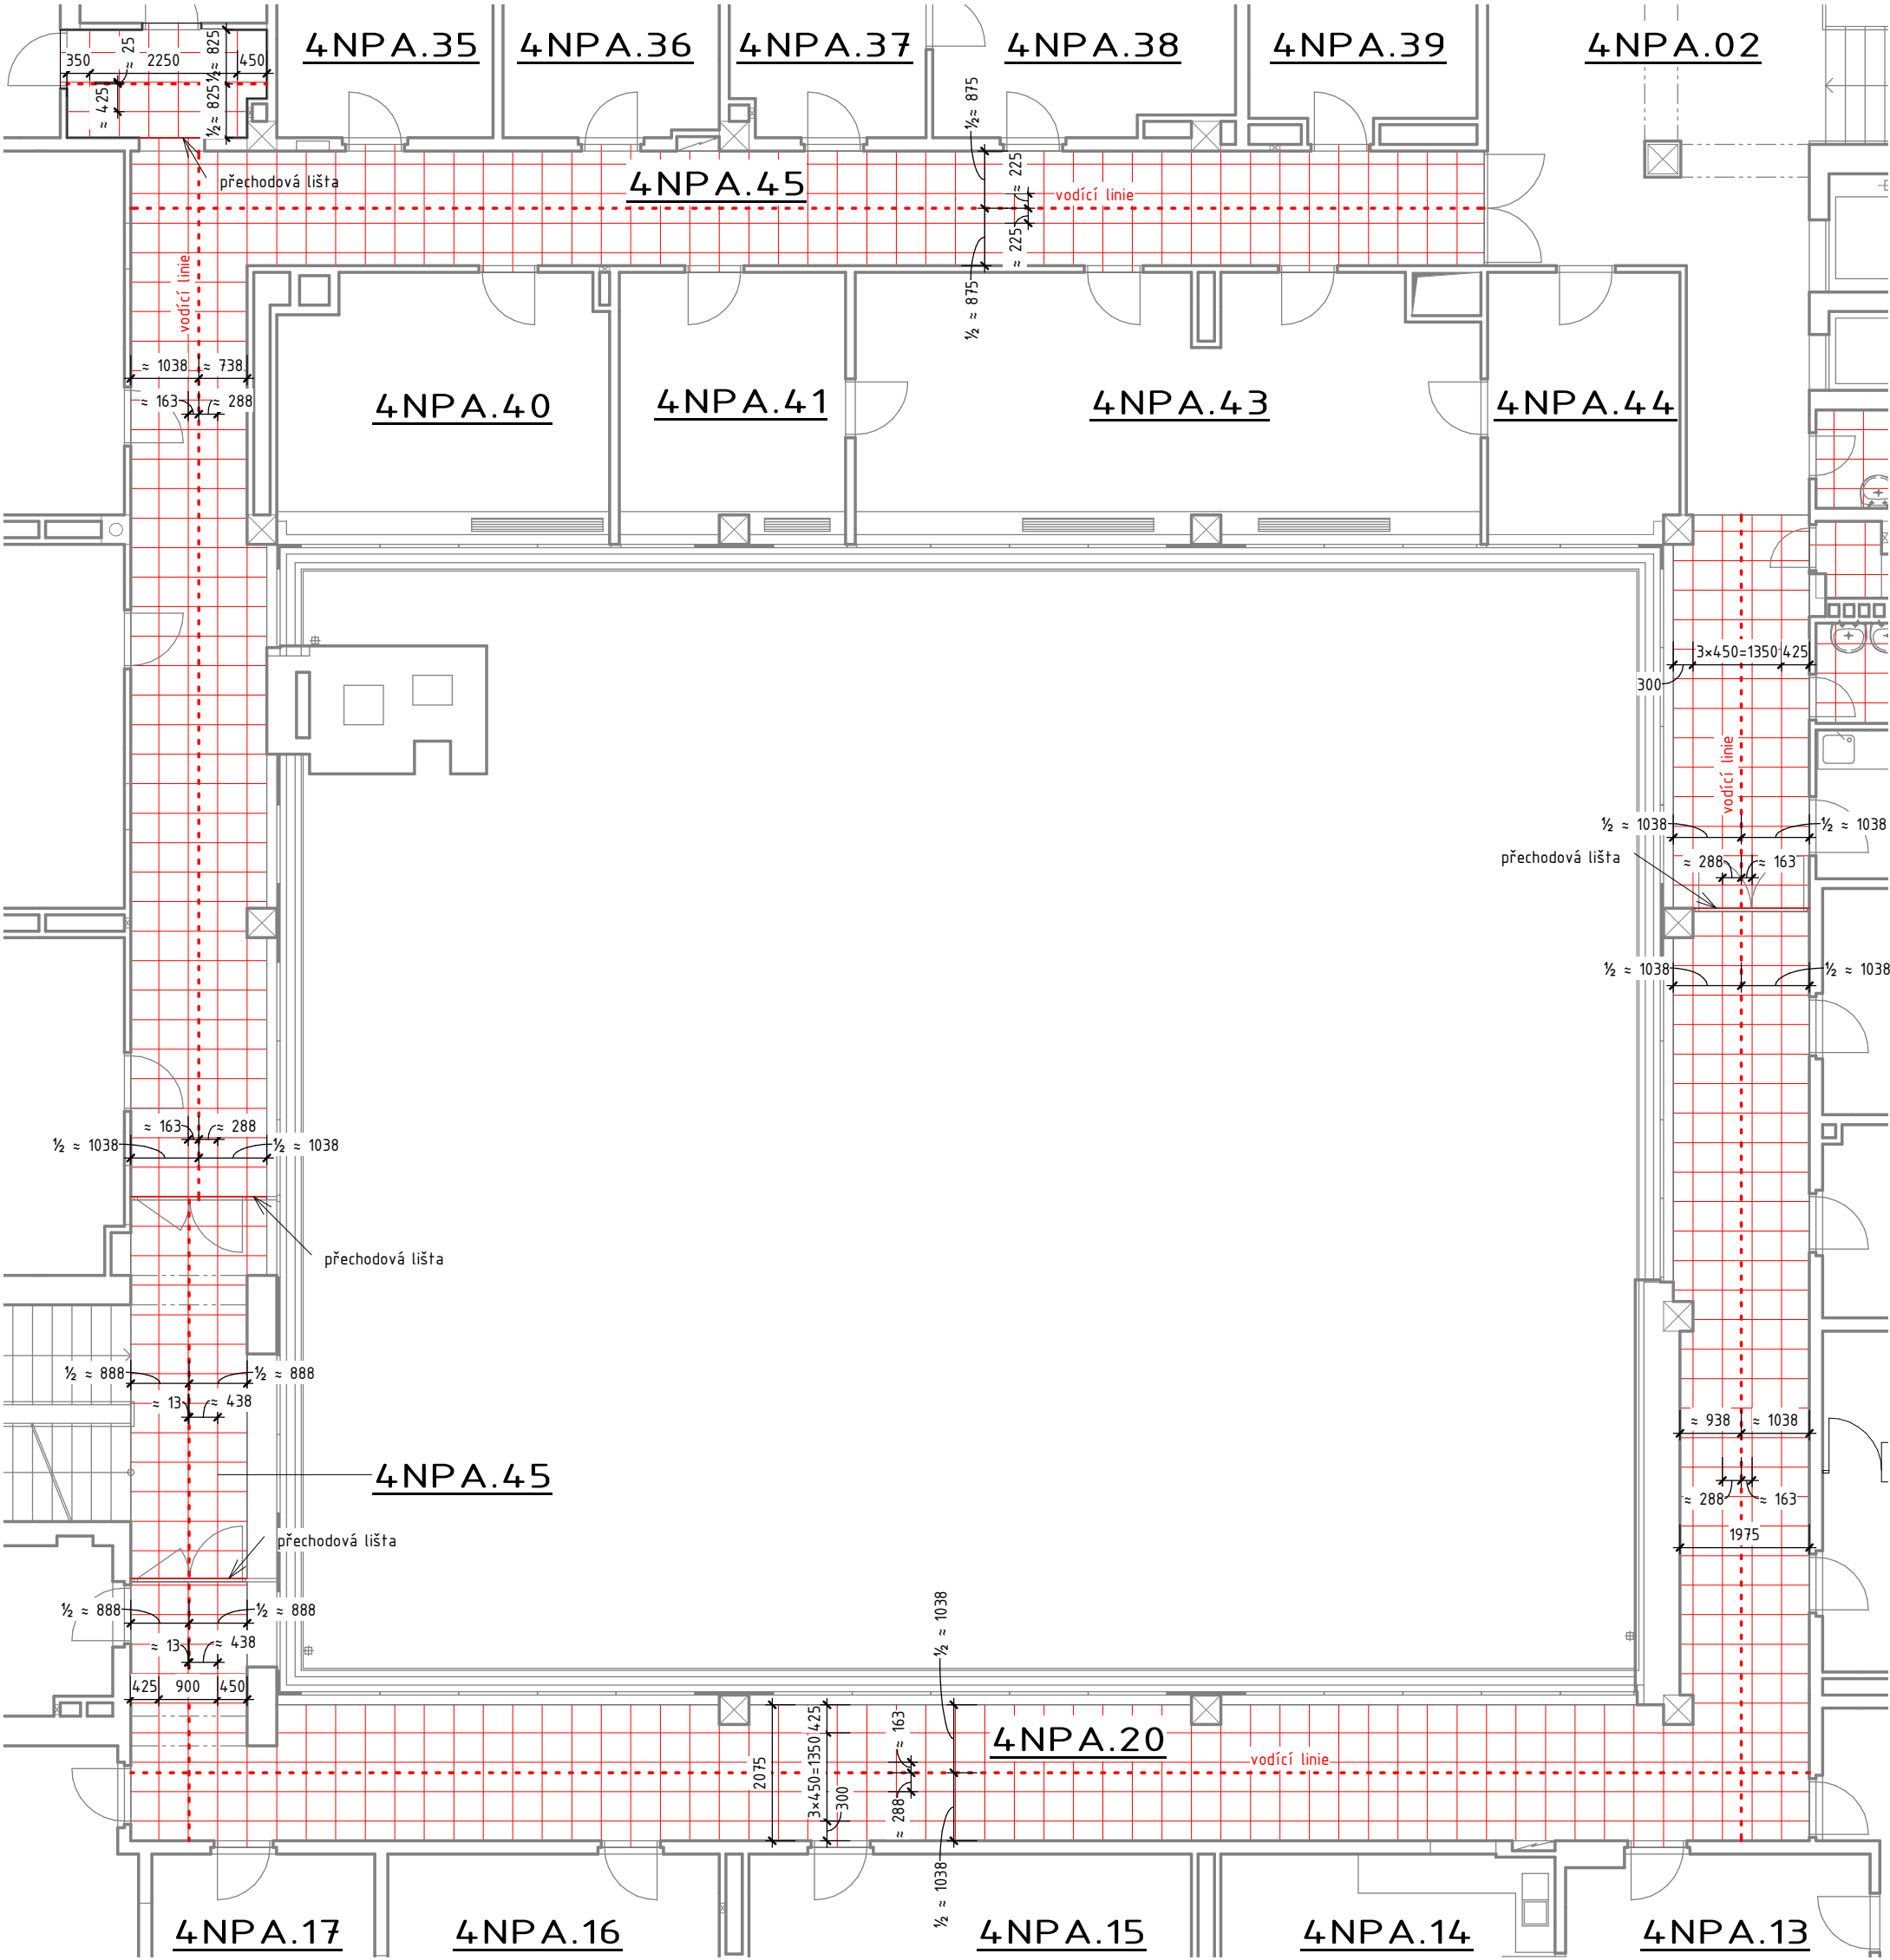 4NPA.35
4NPA.36
4NPA.37
4NPA.38
4NPA.39
4NPA.02
350
≈ 25
2250
½ ≈ 825
450
≈ 425
½ ≈ 825
přechodová lišta
4NPA.45
½ ≈ 875
≈ 225
vodící linie
≈ 225
½ ≈ 875
vodící linie
≈ 1038
≈ 738
≈ 163
≈ 288
4NPA.40
4NPA.41
4NPA.43
4NPA.44
3×450=1350
425
300
vodící linie
½ ≈ 1038
½ ≈ 1038
přechodová lišta
≈ 288
≈ 163
½ ≈ 1038
½ ≈ 1038
≈ 163
≈ 288
½ ≈ 1038
½ ≈ 1038
přechodová lišta
½ ≈ 888
½ ≈ 888
≈ 13
≈ 438
≈ 938
≈ 1038
4NPA.45
≈ 288
≈ 163
1975
přechodová lišta
½ ≈ 888
½ ≈ 888
≈ 13
≈ 438
425
900
450
½ ≈ 1038
2075
3×450=1350
425
300
≈ 163
≈ 288
4NPA.20
vodící linie
½ ≈ 1038
4NPA.17
4NPA.16
4NPA.15
4NPA.14
4NPA.13